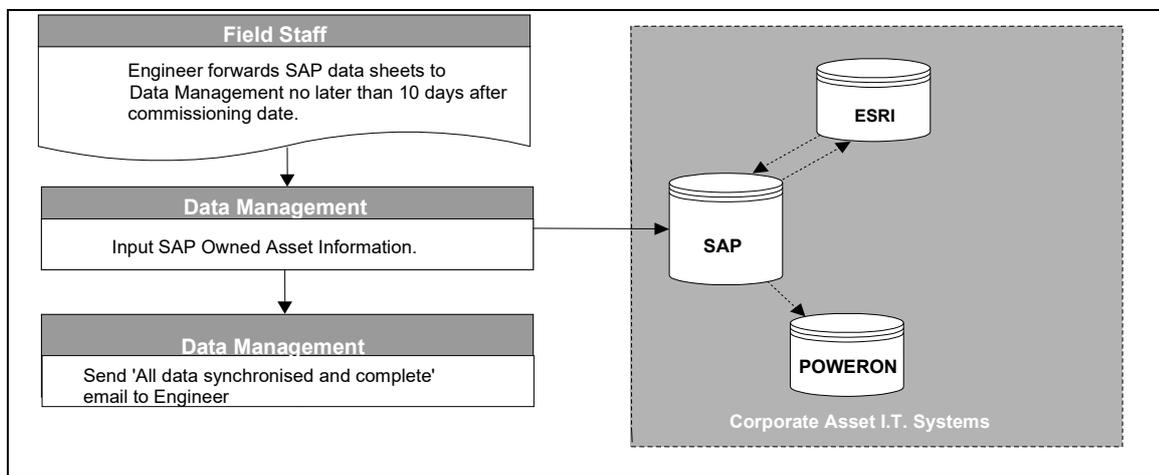 Field Staff
Engineer forwards SAP data sheets to
Data Management no later than 10 days after
commissioning date.
Data Management
Input SAP Owned Asset Information.
Data Management
Send 'All data synchronised and complete'
email to Engineer
ESRI
SAP
POWERON
Corporate Asset I.T. Systems